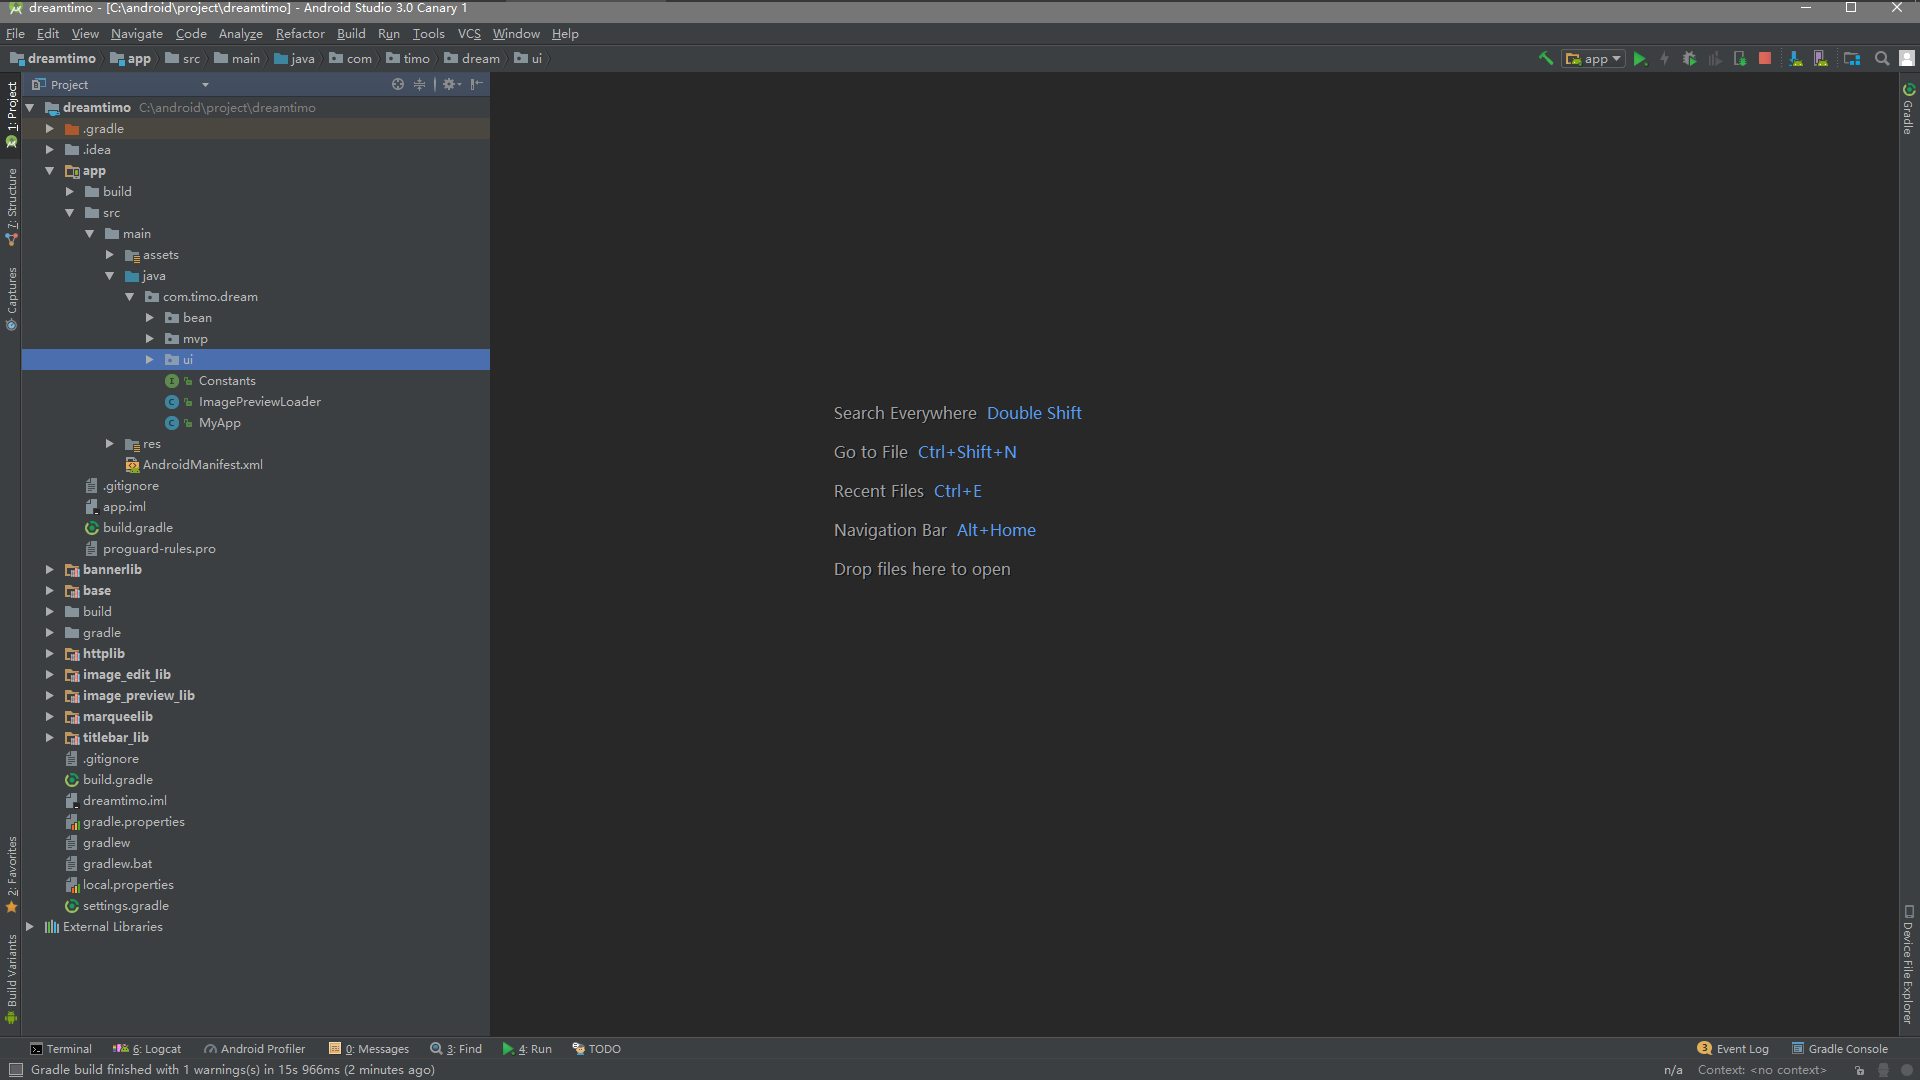 dreamtimo - [C:\android\project\dreamtimo] - Android Studio 3.0 Canary 1
File Edit View Navigate Code Analyze Refactor Build Run Tools VCS Window Help
dreamtimo app src main java com timo dream ui app
Project
1: Project
7: Structure
Captures
2: Favorites
Build Variants
dreamtimo C:\android\project\dreamtimo
.gradle
.idea
app
build
src
main
assets
java
com.timo.dream
bean
mvp
ui
Constants
ImagePreviewLoader
MyApp
res
AndroidManifest.xml
.gitignore
app.iml
build.gradle
proguard-rules.pro
bannerlib
base
build
gradle
httplib
image_edit_lib
image_preview_lib
marqueelib
titlebar_lib
.gitignore
build.gradle
dreamtimo.iml
gradle.properties
gradlew
gradlew.bat
local.properties
settings.gradle
External Libraries
Search Everywhere Double Shift
Go to File Ctrl+Shift+N
Recent Files Ctrl+E
Navigation Bar Alt+Home
Drop files here to open
Gradle
Device File Explorer
Terminal 6: Logcat Android Profiler 0: Messages 3: Find 4: Run TODO 3 Event Log Gradle Console
Gradle build finished with 1 warnings(s) in 15s 966ms (2 minutes ago) n/a Context: <no context>